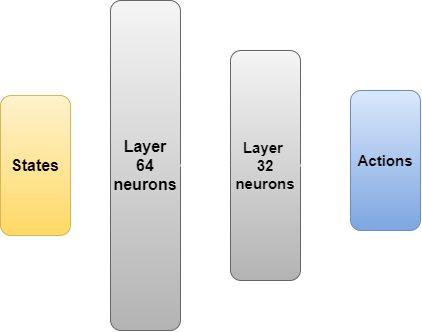 States
Layer
64
neurons
Layer
32
neurons
Actions